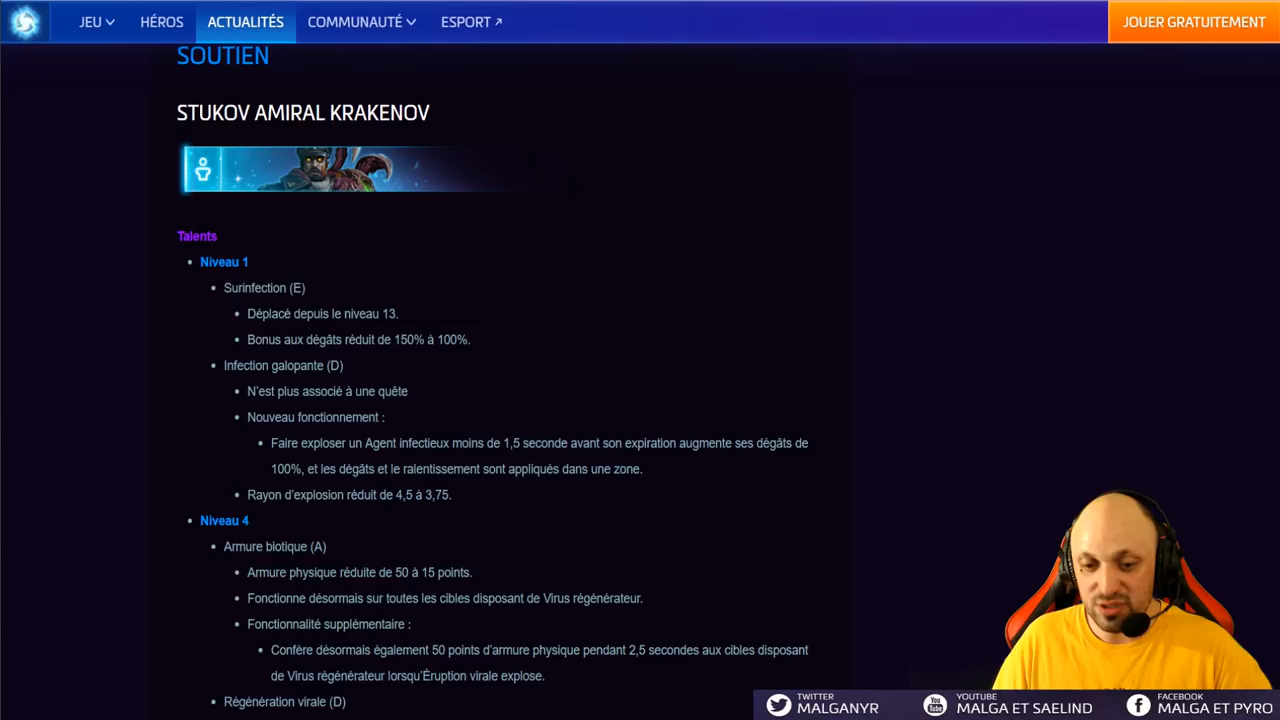 JEU HÉROS ACTUALITÉS COMMUNAUTÉ ESPORT JOUER GRATUITEMENT
SOUTIEN
STUKOV AMIRAL KRAKENOV
Talents
Niveau 1
Surinfection (E)
Déplacé depuis le niveau 13.
Bonus aux dégâts réduit de 150% à 100%.
Infection galopante (D)
N'est plus associé à une quête
Nouveau fonctionnement :
Faire exploser un Agent infectieux moins de 1,5 seconde avant son expiration augmente ses dégâts de
100%, et les dégâts et le ralentissement sont appliqués dans une zone.
Rayon d'explosion réduit de 4,5 à 3,75.
Niveau 4
Armure biotique (A)
Armure physique réduite de 50 à 15 points.
Fonctionne désormais sur toutes les cibles disposant de Virus régénérateur.
Fonctionnalité supplémentaire :
Confère désormais également 50 points d'armure physique pendant 2,5 secondes aux cibles disposant
de Virus régénérateur lorsqu'Éruption virale explose.
Régénération virale (D)
TWITTER
MALGANYR
YOUTUBE
MALGA ET SAELIND
FACEBOOK
MALGA ET PYRO